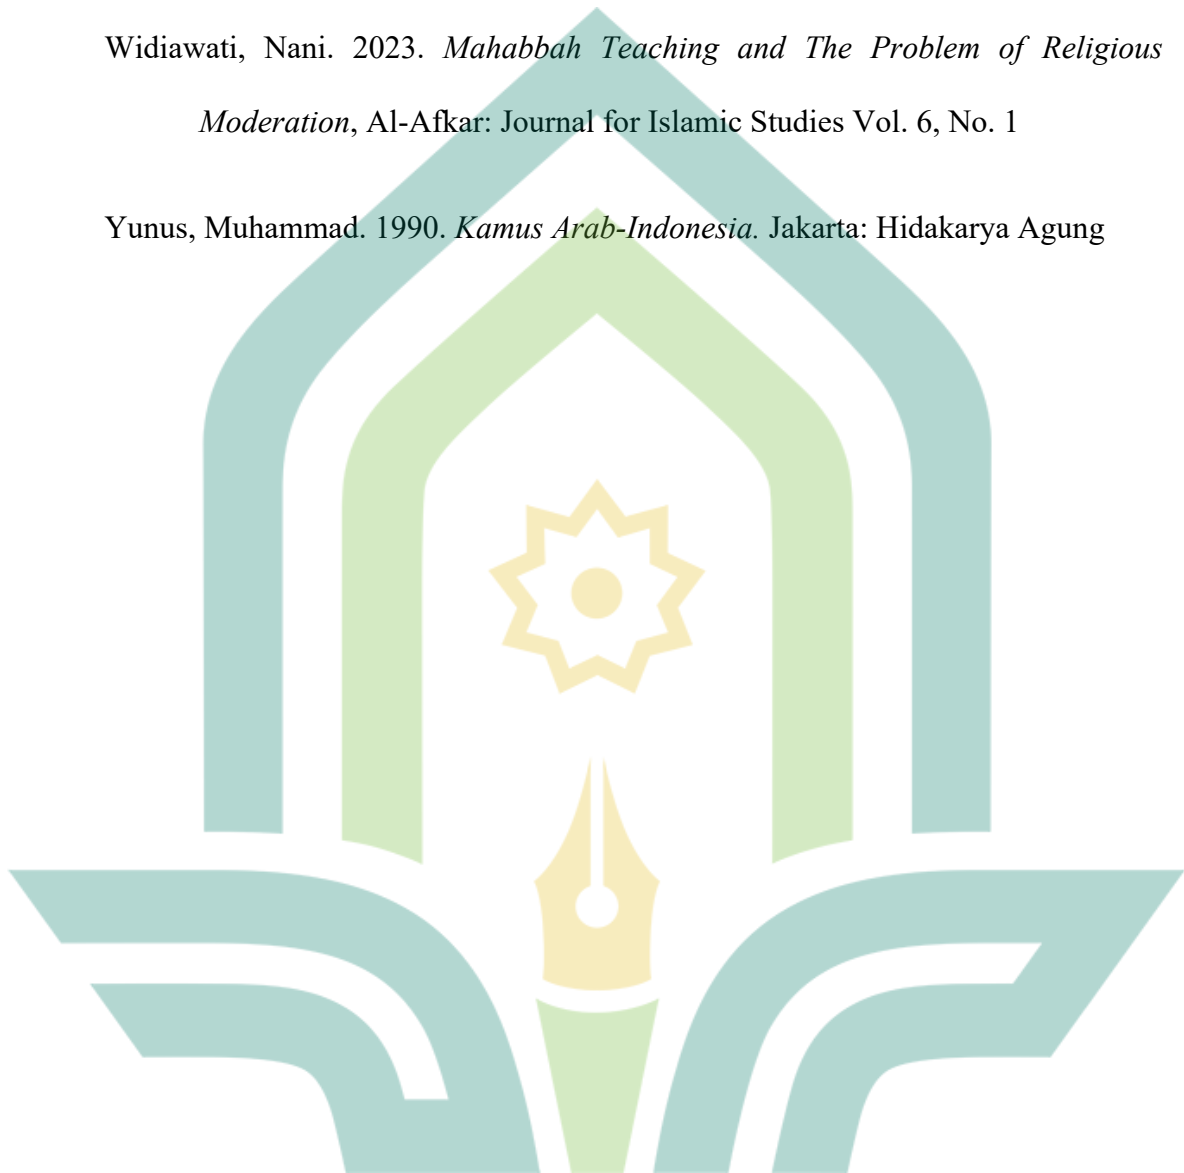 Widiawati, Nani. 2023. Mahabbah Teaching and The Problem of Religious
Moderation, Al-Afkar: Journal for Islamic Studies Vol. 6, No. 1
Yunus, Muhammad. 1990. Kamus Arab-Indonesia. Jakarta: Hidakarya Agung